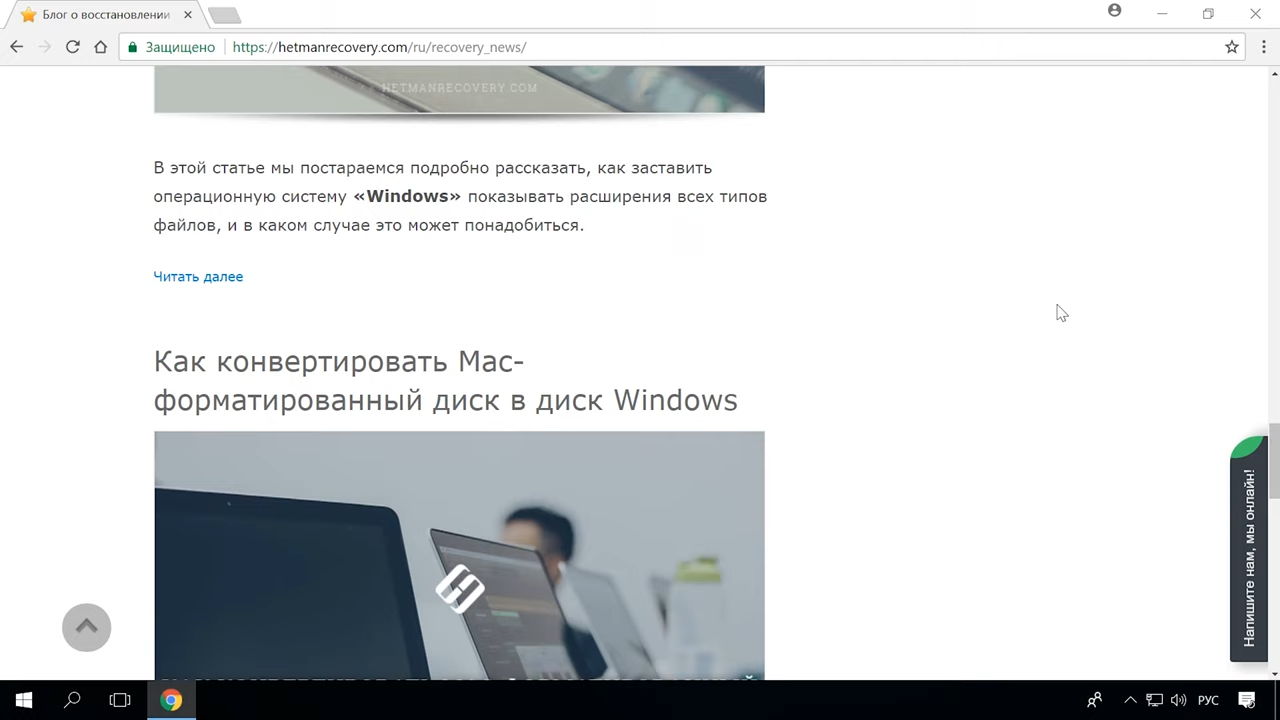 Блог о восстановлении
Защищено
https://hetmanrecovery.com/ru/recovery_news/
HETMANRECOVERY.COM
В этой статье мы постараемся подробно рассказать, как заставить
операционную систему «Windows» показывать расширения всех типов
файлов, и в каком случае это может понадобиться.
Читать далее
Как конвертировать Mac-
форматированный диск в диск Windows
Напишите нам, мы онлайн!
РУС